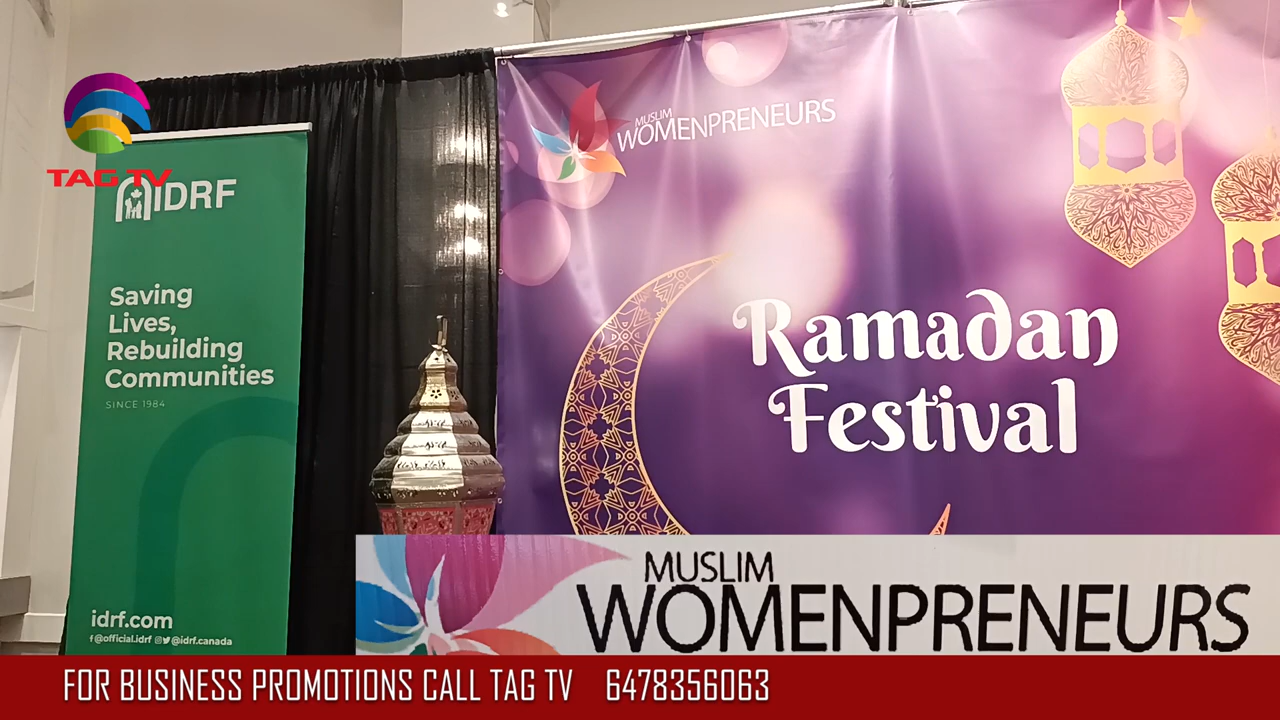 TAG TV
IDRF
Saving
Lives,
Rebuilding
Communities
SINCE 1984
idrf.com
@official.idrf @idrf.canada
MUSLIM
WOMENPRENEURS
Ramadan
Festival
MUSLIM
WOMENPRENEURS
FOR BUSINESS PROMOTIONS CALL TAG TV 6478356063